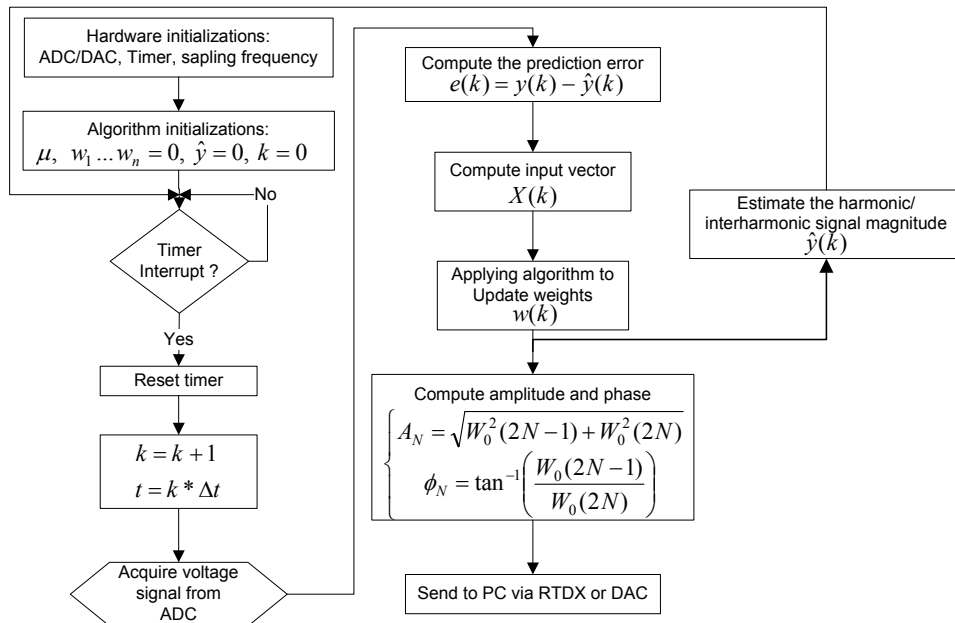 Hardware initializations:
ADC/DAC, Timer, sapling frequency
Algorithm initializations:
μ, w₁ ... wₙ = 0, ŷ = 0, k = 0
No
Timer
Interrupt ?
Yes
Reset timer
k = k + 1
t = k * Δt
Acquire voltage
signal from
ADC
Compute the prediction error
e(k) = y(k) − ŷ(k)
Compute input vector
X(k)
Applying algorithm to
Update weights
w(k)
Compute amplitude and phase
A_N = √(W₀²(2N−1) + W₀²(2N))
ϕ_N = tan⁻¹(W₀(2N−1) / W₀(2N))
Send to PC via RTDX or DAC
Estimate the harmonic/
interharmonic signal magnitude
ŷ(k)